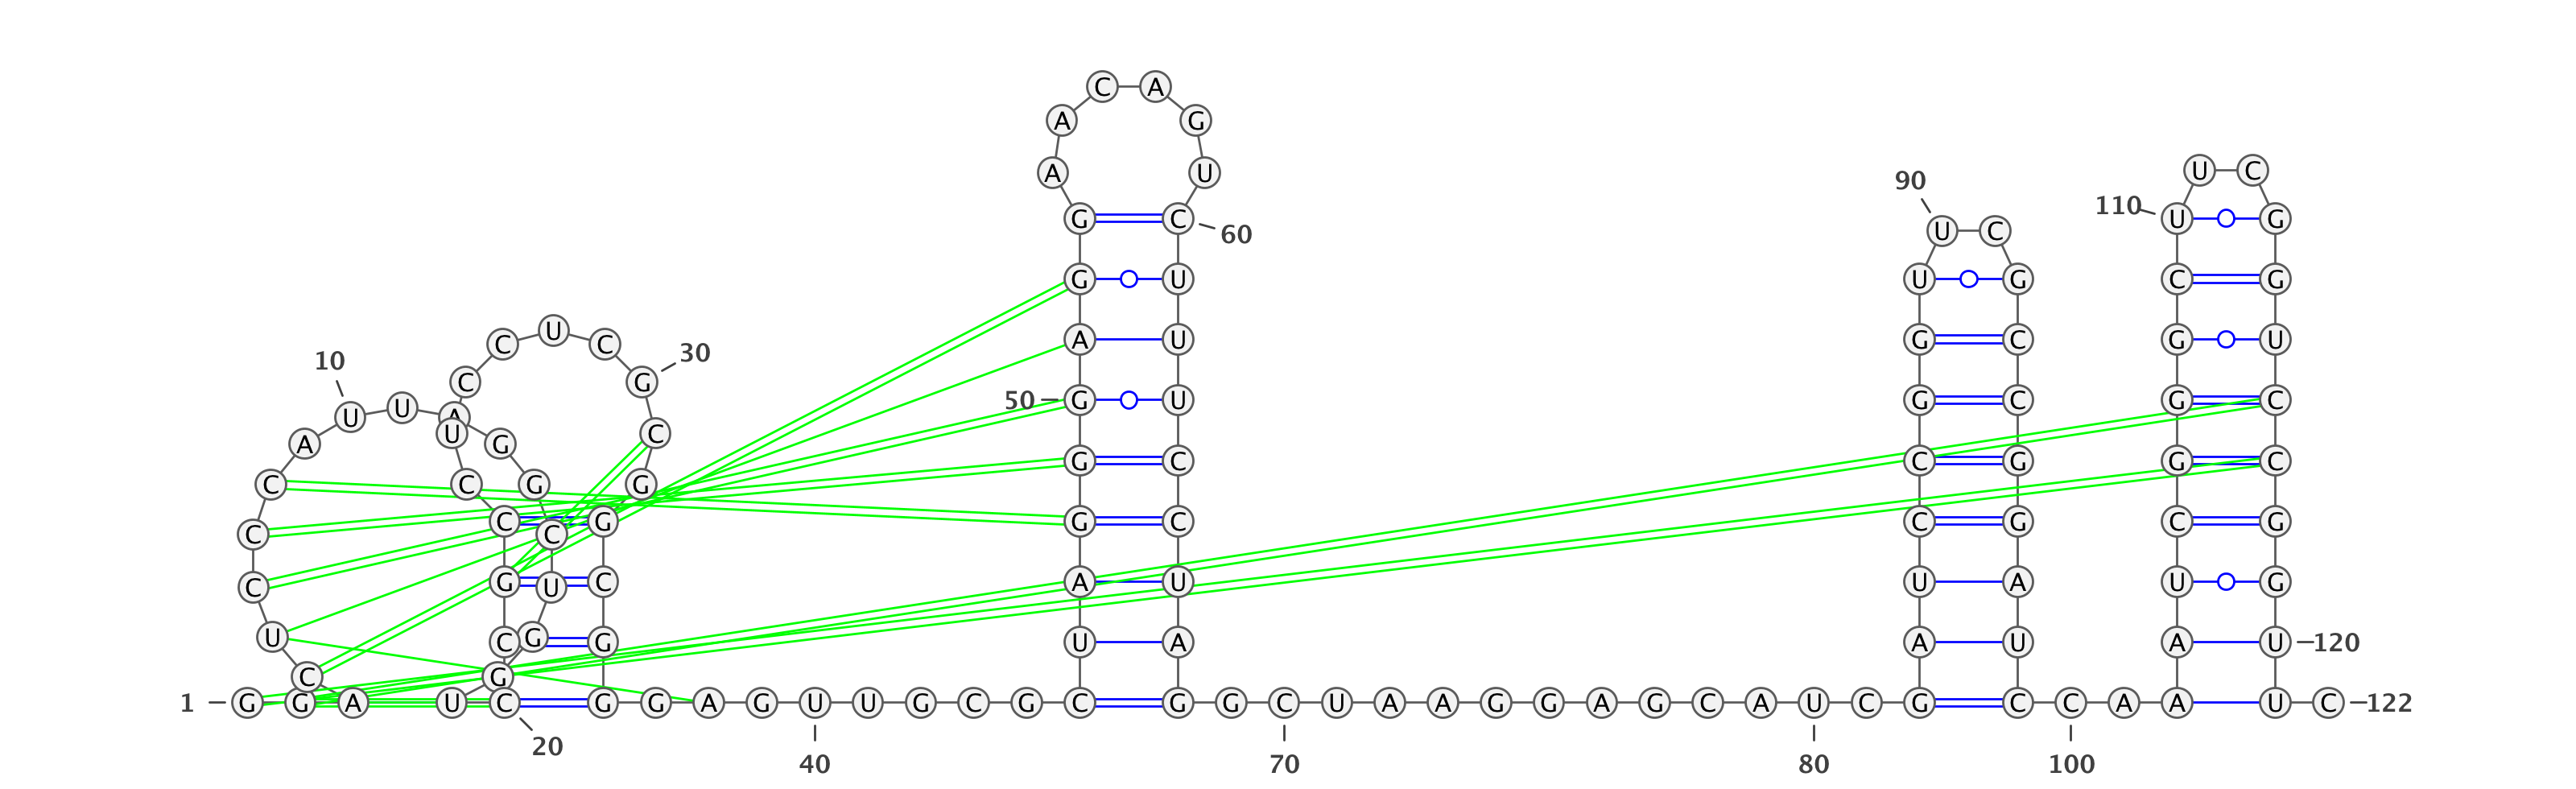 C A
A G
A U U C
90
110 U G
G C U C
60
U G C G
G U
U
C C G C C U
A U
30
10
C G
50 G U G C G C
U U A
U C
A G
G C C G G C
C C G G
C G G C C G C G
C C
C G U C A U U A U G
U C G G U A A U A U 120
C G
1 G G A U C G G A G U U G C G C G G C U A A G G A G C A U C G C C A A U C 122
20
40 70 80 100